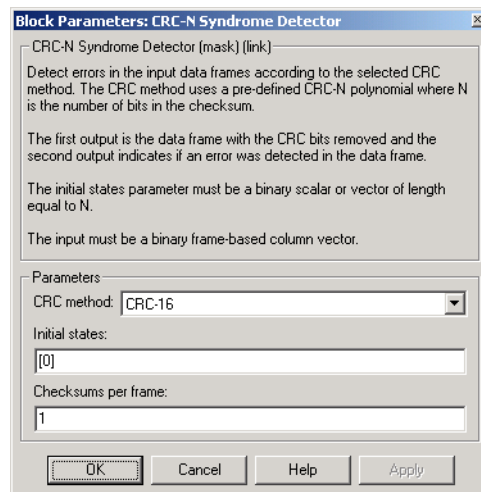 Block Parameters: CRC-N Syndrome Detector
CRC-N Syndrome Detector (mask) (link)
Detect errors in the input data frames according to the selected CRC
method. The CRC method uses a pre-defined CRC-N polynomial where N
is the number of bits in the checksum.
The first output is the data frame with the CRC bits removed and the
second output indicates if an error was detected in the data frame.
The initial states parameter must be a binary scalar or vector of length
equal to N.
The input must be a binary frame-based column vector.
Parameters
CRC method: CRC-16
Initial states:
[0]
Checksums per frame:
1
OK Cancel Help Apply